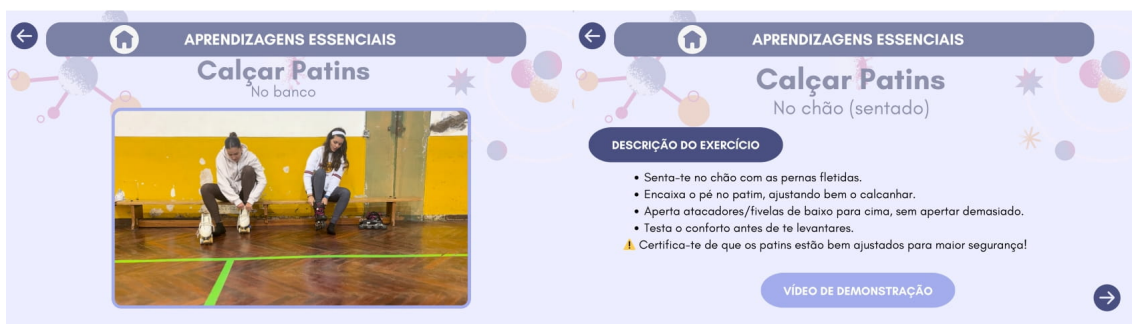 APRENDIZAGENS ESSENCIAIS
Calçar Patins
No banco
APRENDIZAGENS ESSENCIAIS
Calçar Patins
No chão (sentado)
DESCRIÇÃO DO EXERCÍCIO
• Senta-te no chão com as pernas fletidas.
• Encaixa o pé no patim, ajustando bem o calcanhar.
• Aperta atacadores/fivelas de baixo para cima, sem apertar demasiado.
• Testa o conforto antes de te levantares.
⚠️ Certifica-te de que os patins estão bem ajustados para maior segurança!
VÍDEO DE DEMONSTRAÇÃO